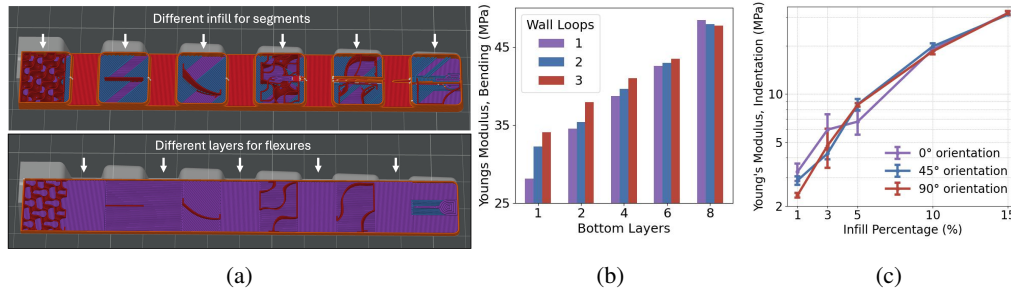 Different infill for segments
Different layers for flexures
(a)
Youngs Modulus, Bending (MPa)
45
35
25
Wall Loops
1
2
3
1 2 4 6 8
Bottom Layers
(b)
Young's Modulus, Indentation (MPa)
10
5
2
0° orientation
45° orientation
90° orientation
1 3 5 10 15
Infill Percentage (%)
(c)